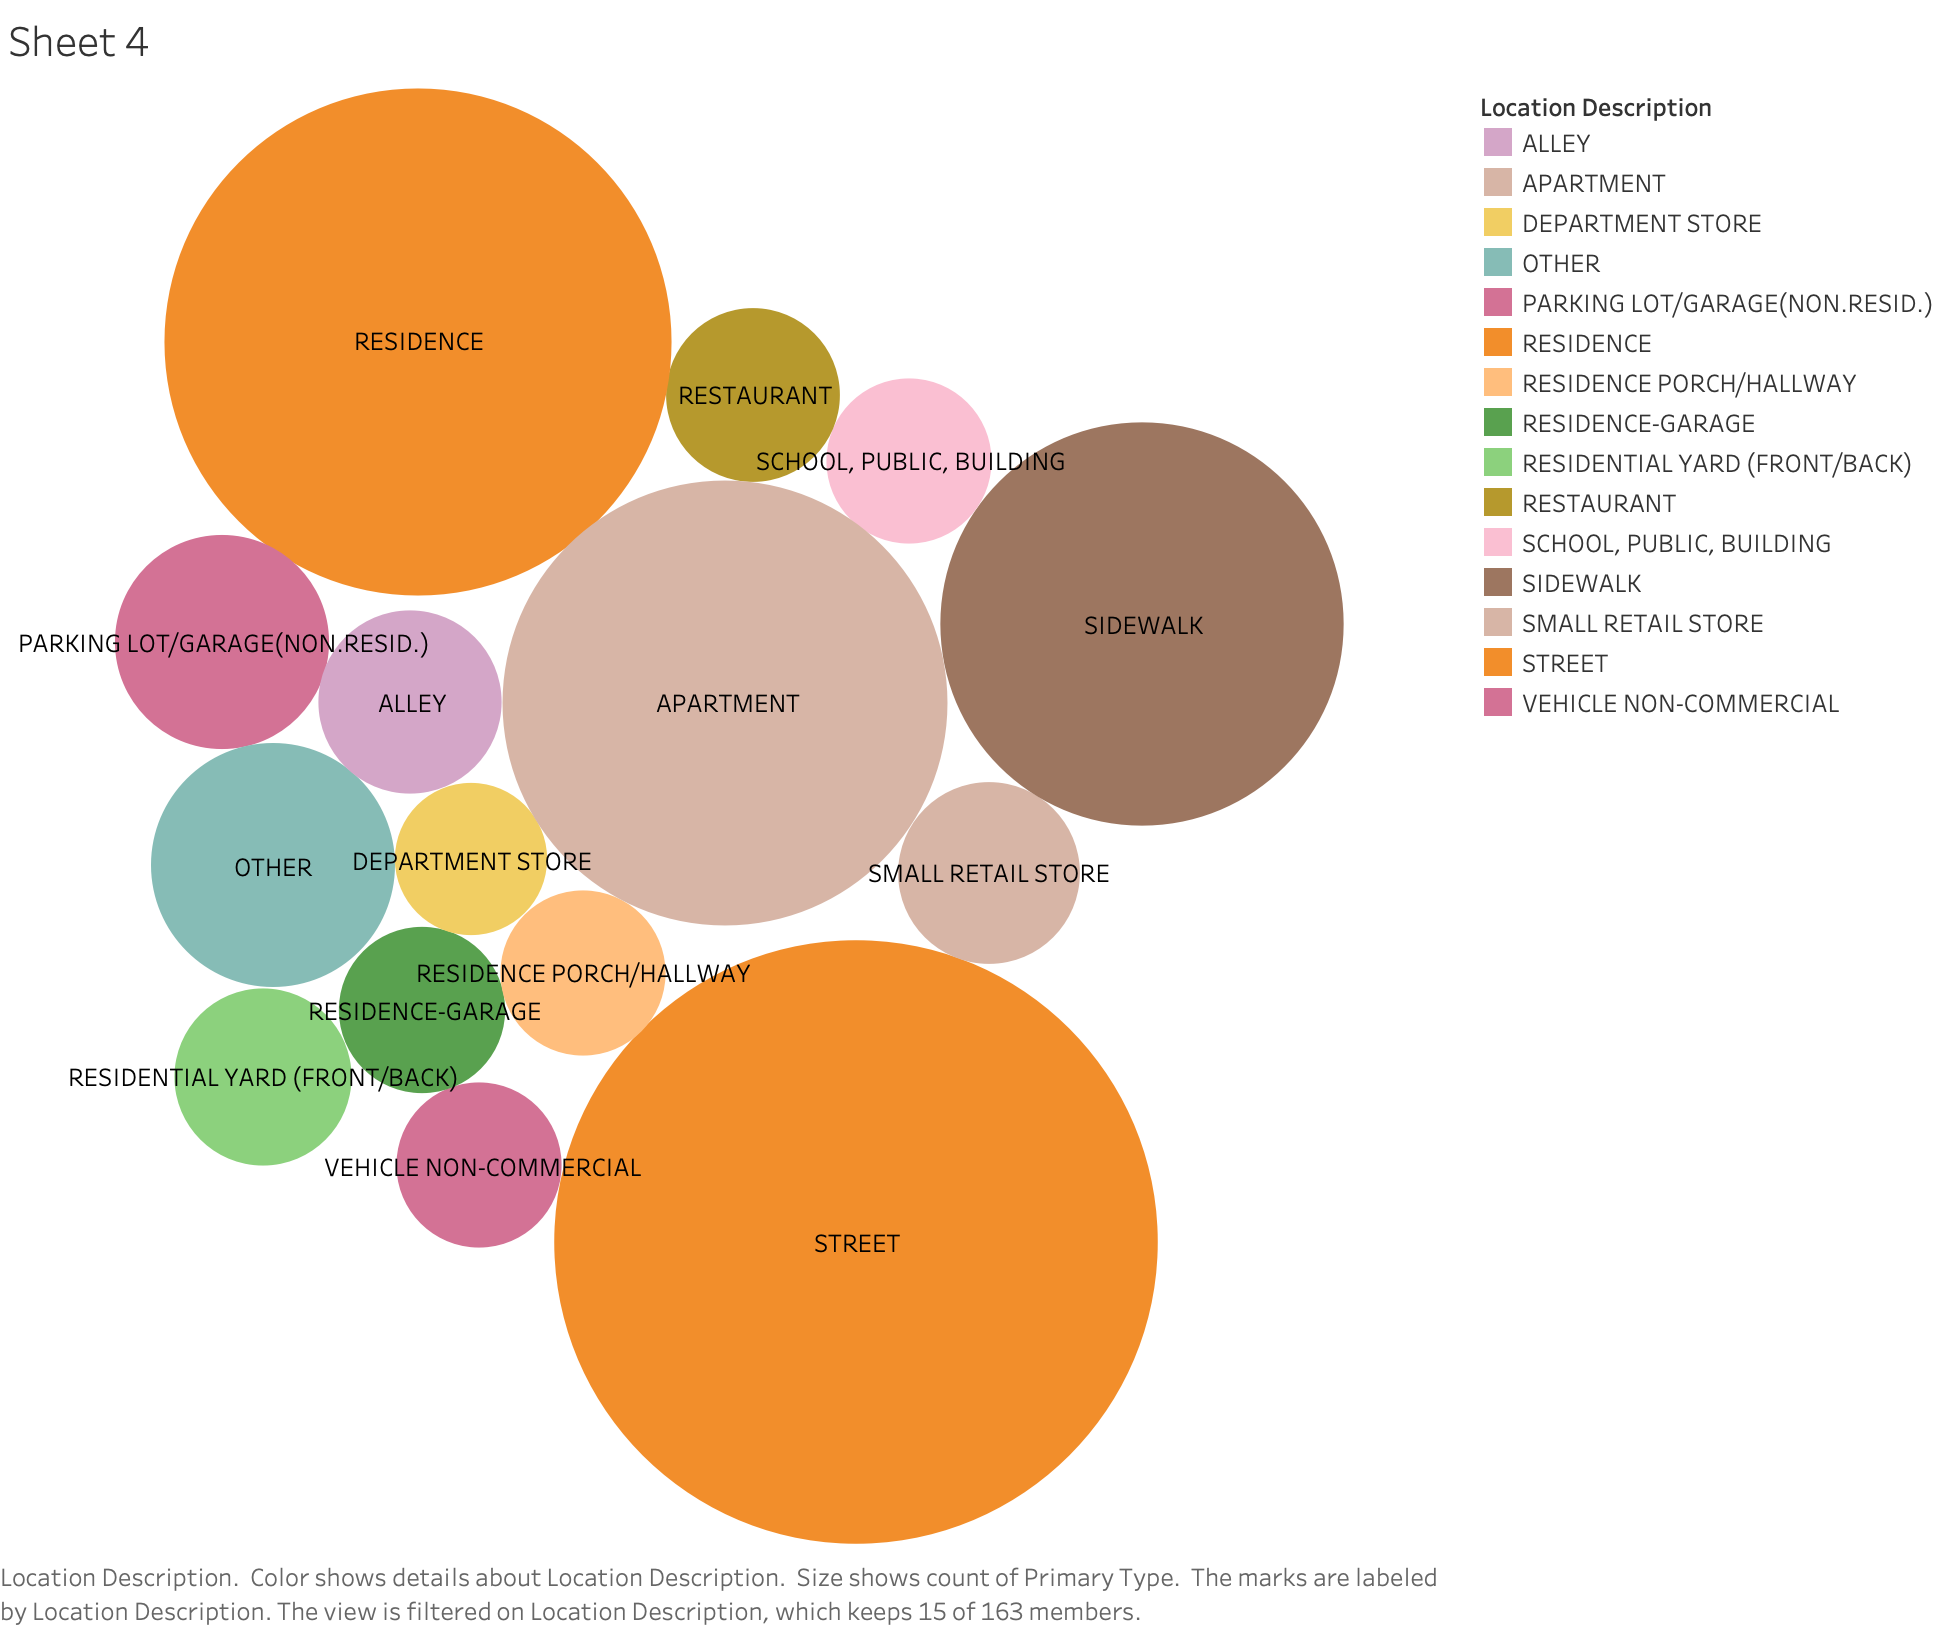 Sheet 4
RESIDENCE
RESTAURANT
SCHOOL, PUBLIC, BUILDING
SIDEWALK
PARKING LOT/GARAGE(NON.RESID.)
ALLEY
APARTMENT
OTHER
DEPARTMENT STORE
SMALL RETAIL STORE
RESIDENCE PORCH/HALLWAY
RESIDENCE-GARAGE
RESIDENTIAL YARD (FRONT/BACK)
VEHICLE NON-COMMERCIAL
STREET
Location Description
ALLEY
APARTMENT
DEPARTMENT STORE
OTHER
PARKING LOT/GARAGE(NON.RESID.)
RESIDENCE
RESIDENCE PORCH/HALLWAY
RESIDENCE-GARAGE
RESIDENTIAL YARD (FRONT/BACK)
RESTAURANT
SCHOOL, PUBLIC, BUILDING
SIDEWALK
SMALL RETAIL STORE
STREET
VEHICLE NON-COMMERCIAL
Location Description.  Color shows details about Location Description.  Size shows count of Primary Type.  The marks are labeled
by Location Description. The view is filtered on Location Description, which keeps 15 of 163 members.